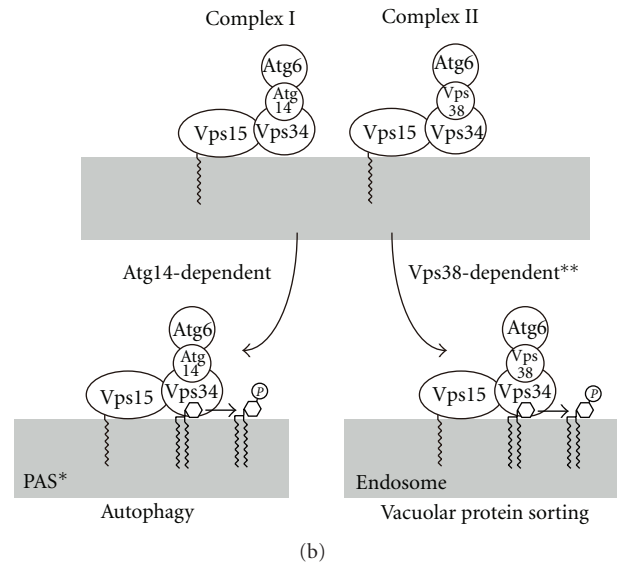 Complex I
Complex II
Atg6
Atg6
Atg
14
Vps
38
Vps15
Vps34
Vps15
Vps34
Atg14-dependent
Vps38-dependent**
Atg6
Atg6
Atg
14
Vps
38
Vps15
Vps34
P
Vps15
Vps34
P
PAS*
Endosome
Autophagy
Vacuolar protein sorting
(b)